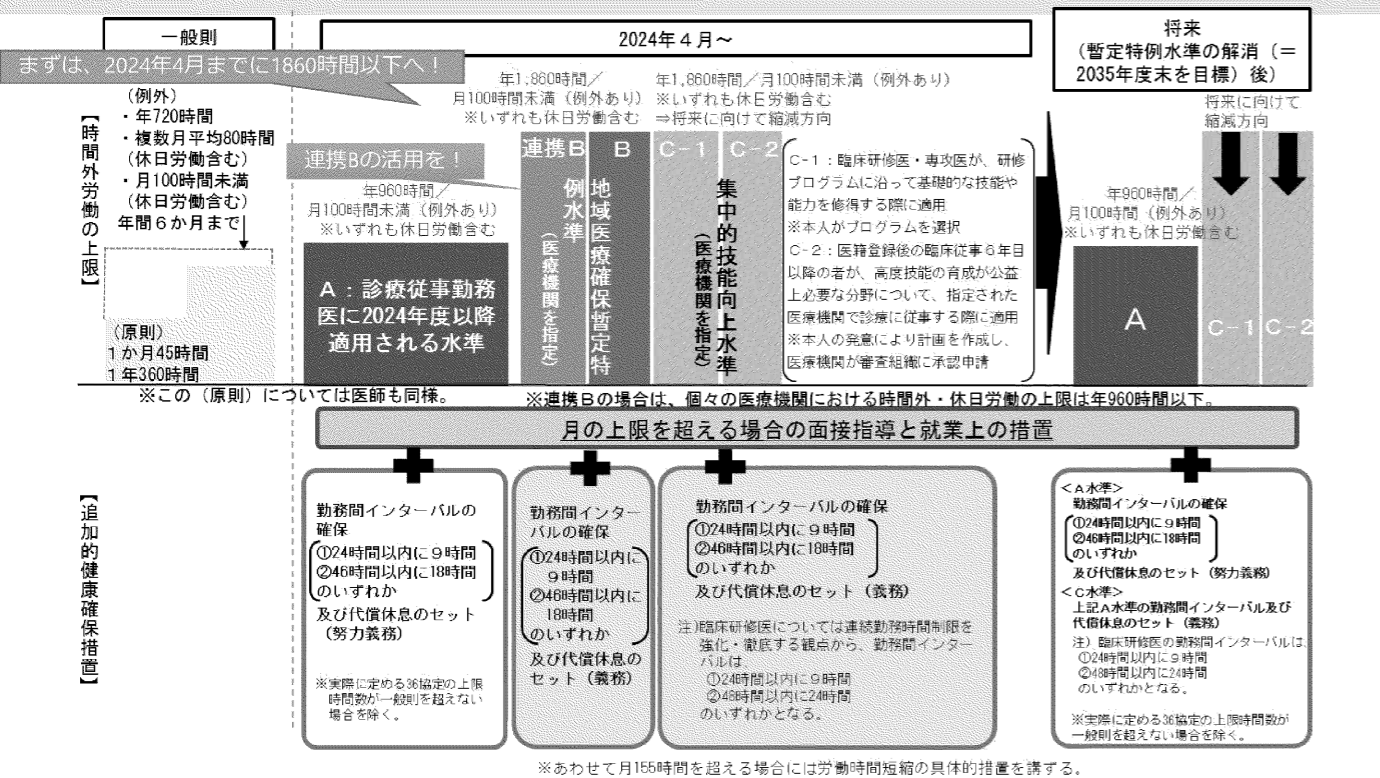 一般則
2024年４月～
将来
（暫定特例水準の解消（＝
2035年度末を目標）後）
まずは、2024年4月までに1860時間以下へ！
【時間外労働の上限】
（例外）
・年720時間
・複数月平均80時間
（休日労働含む）
・月100時間未満
（休日労働含む）
年間６か月まで
（原則）
１か月45時間
１年360時間
※この（原則）については医師も同様。
連携Bの活用を！
年960時間／
月100時間未満（例外あり）
※いずれも休日労働含む
Ａ：診療従事勤務
医に2024年度以降
適用される水準
年1,860時間／
月100時間未満（例外あり）
※いずれも休日労働含む
連携B
B
地域医療確保暫定特
例水準
（医療機関を指定）
年1,860時間／月100時間未満（例外あり）
※いずれも休日労働含む
⇒将来に向けて縮減方向
C-1
C-2
集中的技能向上水準
（医療機関を指定）
C-1：臨床研修医・専攻医が、研修
プログラムに沿って基礎的な技能や
能力を修得する際に適用
※本人がプログラムを選択
C-2：医籍登録後の臨床従事６年目
以降の者が、高度技能の育成が公益
上必要な分野について、指定された
医療機関で診療に従事する際に適用
※本人の発意により計画を作成し、
医療機関が審査組織に承認申請
将来に向けて
縮減方向
年960時間／
月100時間（例外あり）
※いずれも休日労働含む
A
C-1
C-2
※連携Ｂの場合は、個々の医療機関における時間外・休日労働の上限は年960時間以下。
月の上限を超える場合の面接指導と就業上の措置
【追加的健康確保措置】
勤務間インターバルの
確保
①24時間以内に９時間
②46時間以内に18時間
のいずれか
及び代償休息のセット
（努力義務）
※実際に定める36協定の上限
時間数が一般則を超えない
場合を除く。
勤務間インター
バルの確保
①24時間以内に
９時間
②46時間以内に
18時間
のいずれか
及び代償休息の
セット（義務）
勤務間インターバルの確保
①24時間以内に９時間
②46時間以内に18時間
のいずれか
及び代償休息のセット（義務）
注）臨床研修医については連続勤務時間制限を
強化・徹底する観点から、勤務間インター
バルは、
①24時間以内に9時間
②48時間以内に24時間
のいずれかとなる。
＜Ａ水準＞
勤務間インターバルの確保
①24時間以内に９時間
②46時間以内に18時間
のいずれか
及び代償休息のセット（努力義務）
＜Ｃ水準＞
上記Ａ水準の勤務間インターバル及び
代償休息のセット（義務）
注）臨床研修医の勤務間インターバルは、
①24時間以内に９時間
②48時間以内に24時間
のいずれかとなる。
※実際に定める36協定の上限時間数が
一般則を超えない場合を除く。
※あわせて月155時間を超える場合には労働時間短縮の具体的措置を講ずる。